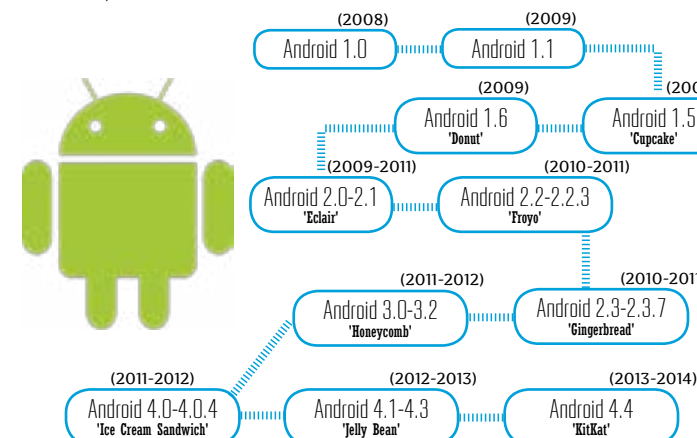 (2008)
Android 1.0
(2009)
Android 1.1
Android 1.5
'Cupcake'
(2009)
Android 1.6
'Donut'
(2009-2011)
Android 2.0-2.1
'Eclair'
(2010-2011)
Android 2.2-2.2.3
'Froyo'
Android 2.3-2.3.7
'Gingerbread'
(2011-2012)
Android 3.0-3.2
'Honeycomb'
(2011-2012)
Android 4.0-4.0.4
'Ice Cream Sandwich'
(2012-2013)
Android 4.1-4.3
'Jelly Bean'
(2013-2014)
Android 4.4
'KitKat'